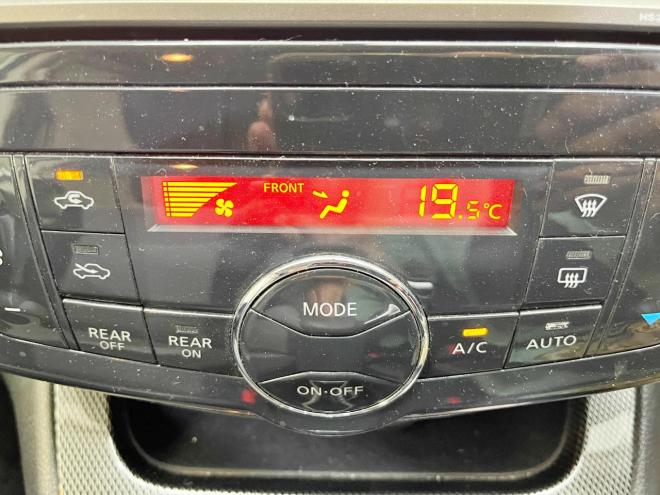 FRONT
19.5°C
MODE
REAR
OFF
REAR
ON
A/C
AUTO
ON·OFF